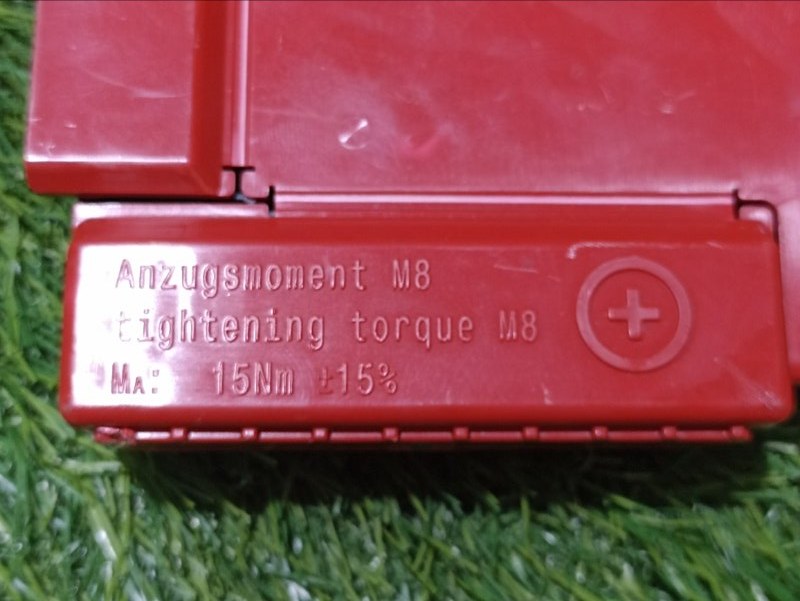 Anzugsmoment M8
tightening torque M8
MA: 15Nm ±15%
+